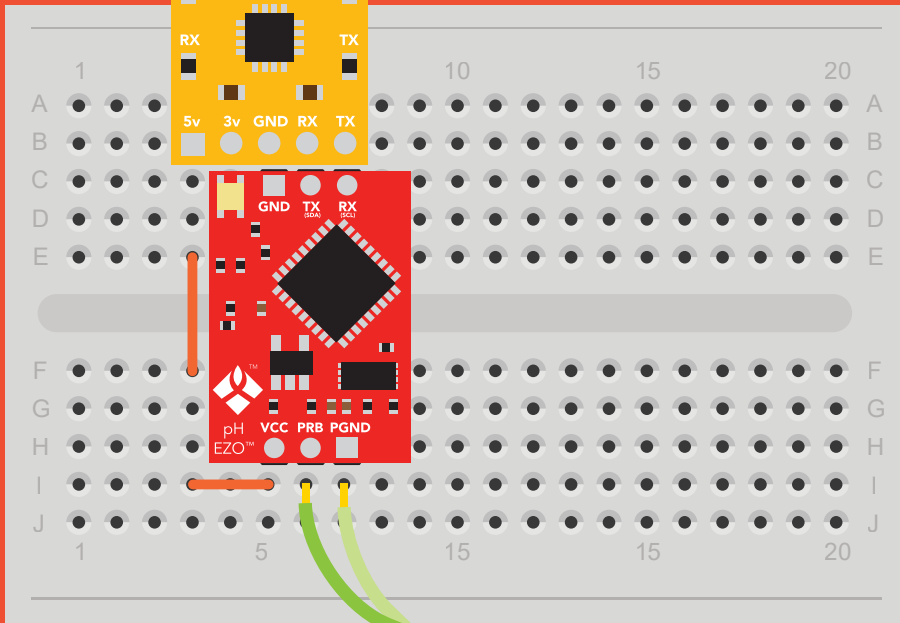 RX TX
1 10 15 20
A A
5v 3v GND RX TX
B B
C C
GND TX RX
(SDA) (SCL)
D D
E E
F F
TM
G G
VCC PRB PGND
pH
H H
EZO™
I I
J J
1 5 15 15 20